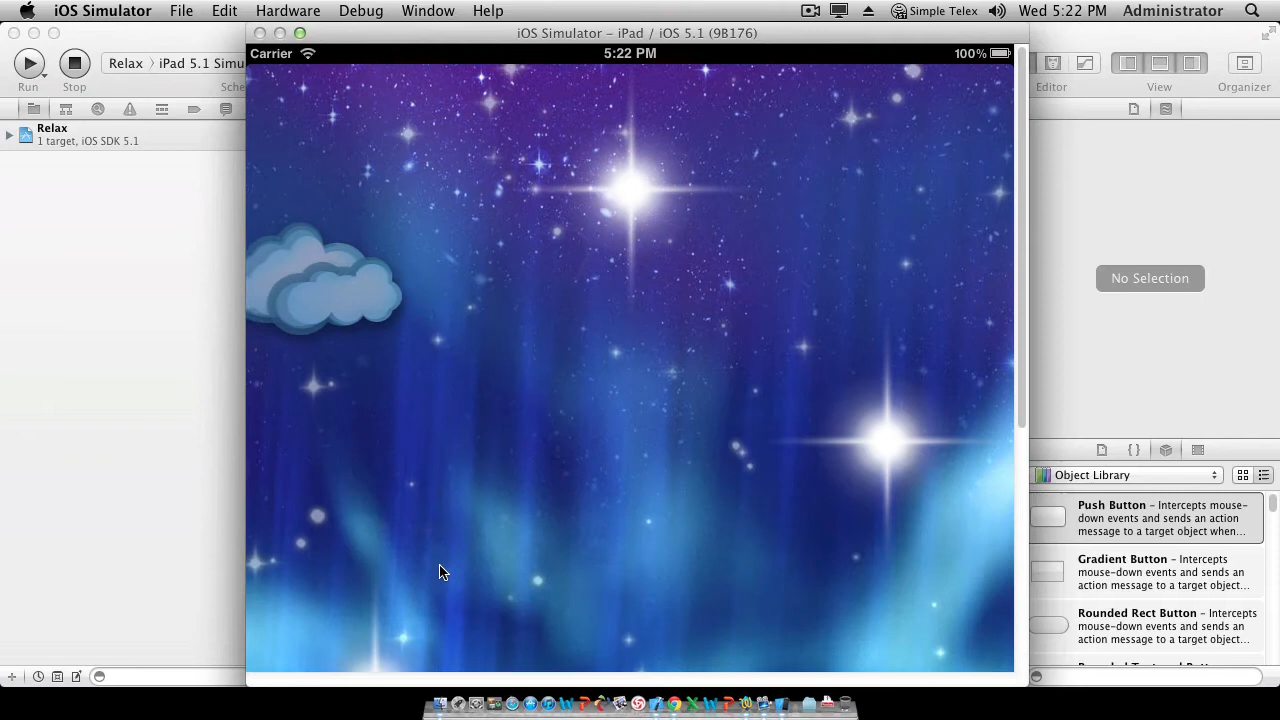 iOS Simulator File Edit Hardware Debug Window Help Simple Telex Wed 5:22 PM Administrator
iOS Simulator – iPad / iOS 5.1 (9B176)
Carrier 5:22 PM 100%
Relax 〉 iPad 5.1 Simu
Run Stop Sche Editor View Organizer
Relax
1 target, iOS SDK 5.1
No Selection
Object Library
Push Button – Intercepts mouse-
down events and sends an action
message to a target object when...
Gradient Button – Intercepts
mouse-down events and sends an
action message to a target object...
Rounded Rect Button – Intercepts
mouse-down events and sends an
action message to a target object...